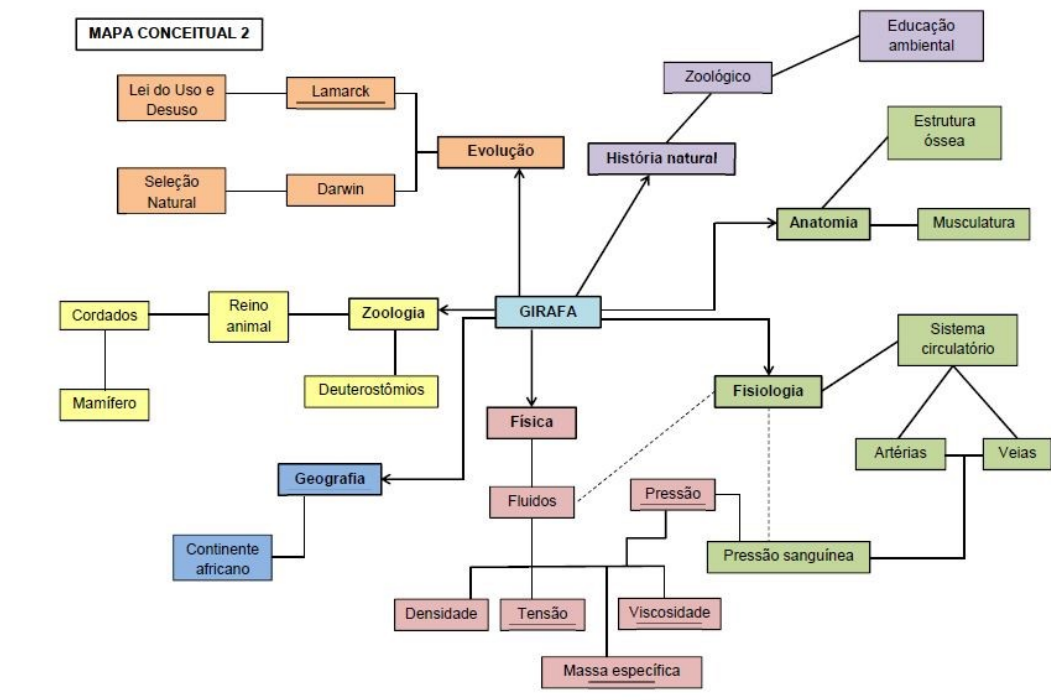 MAPA CONCEITUAL 2
Educação
ambiental
Zoológico
Lei do Uso e
Desuso
Lamarck
Estrutura
óssea
Evolução
História natural
Seleção
Natural
Darwin
Anatomia
Musculatura
Cordados
Reino
animal
Zoologia
GIRAFA
Sistema
circulatório
Mamífero
Deuterostômios
Fisiologia
Física
Artérias
Veias
Geografia
Fluidos
Pressão
Continente
africano
Pressão sanguínea
Densidade
Tensão
Viscosidade
Massa específica